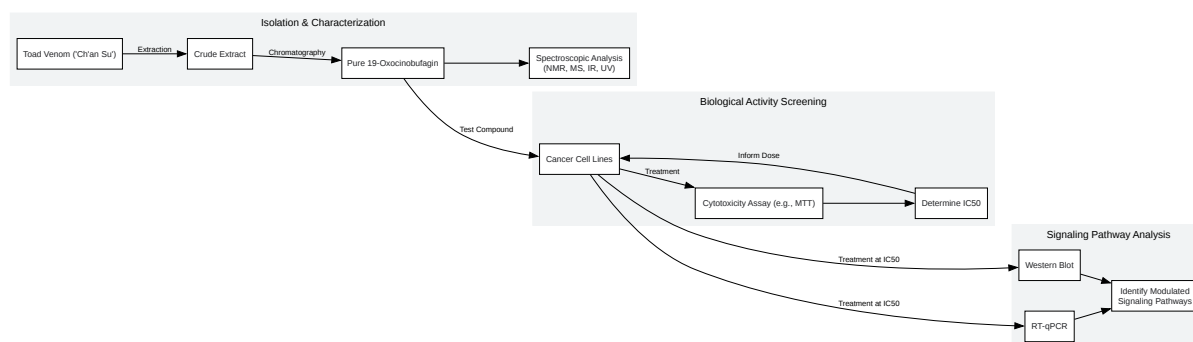 Isolation & Characterization
Toad Venom ('Ch'an Su')
Extraction
Crude Extract
Chromatography
Pure 19-Oxocinobufagin
Spectroscopic Analysis
(NMR, MS, IR, UV)
Test Compound
Biological Activity Screening
Cancer Cell Lines
Inform Dose
Treatment
Cytotoxicity Assay (e.g., MTT)
Determine IC50
Treatment at IC50
Treatment at IC50
Signaling Pathway Analysis
Western Blot
Identify Modulated
Signaling Pathways
RT-qPCR